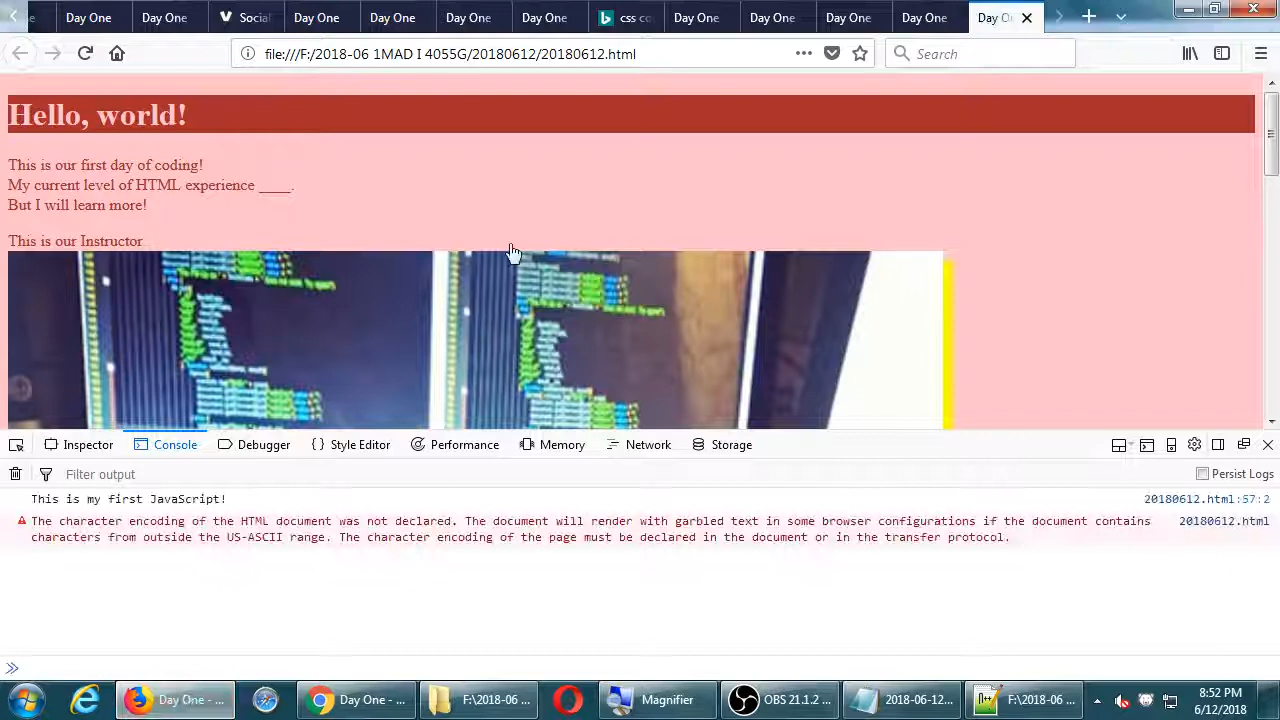 Day One
Day One
Social
Day One
Day One
Day One
Day One
css co
Day One
Day One
Day One
Day One
Day O
file:///F:/2018-06 1MAD I 4055G/20180612/20180612.html
Search
Hello, world!
This is our first day of coding!
My current level of HTML experience ____.
But I will learn more!
This is our Instructor
Inspector
Console
Debugger
Style Editor
Performance
Memory
Network
Storage
Filter output
Persist Logs
This is my first JavaScript!
20180612.html:57:2
The character encoding of the HTML document was not declared. The document will render with garbled text in some browser configurations if the document contains
20180612.html
characters from outside the US-ASCII range. The character encoding of the page must be declared in the document or in the transfer protocol.
Day One - ...
Day One - ...
F:\2018-06 ...
Magnifier
OBS 21.1.2 ...
2018-06-12...
F:\2018-06 ...
8:52 PM
6/12/2018